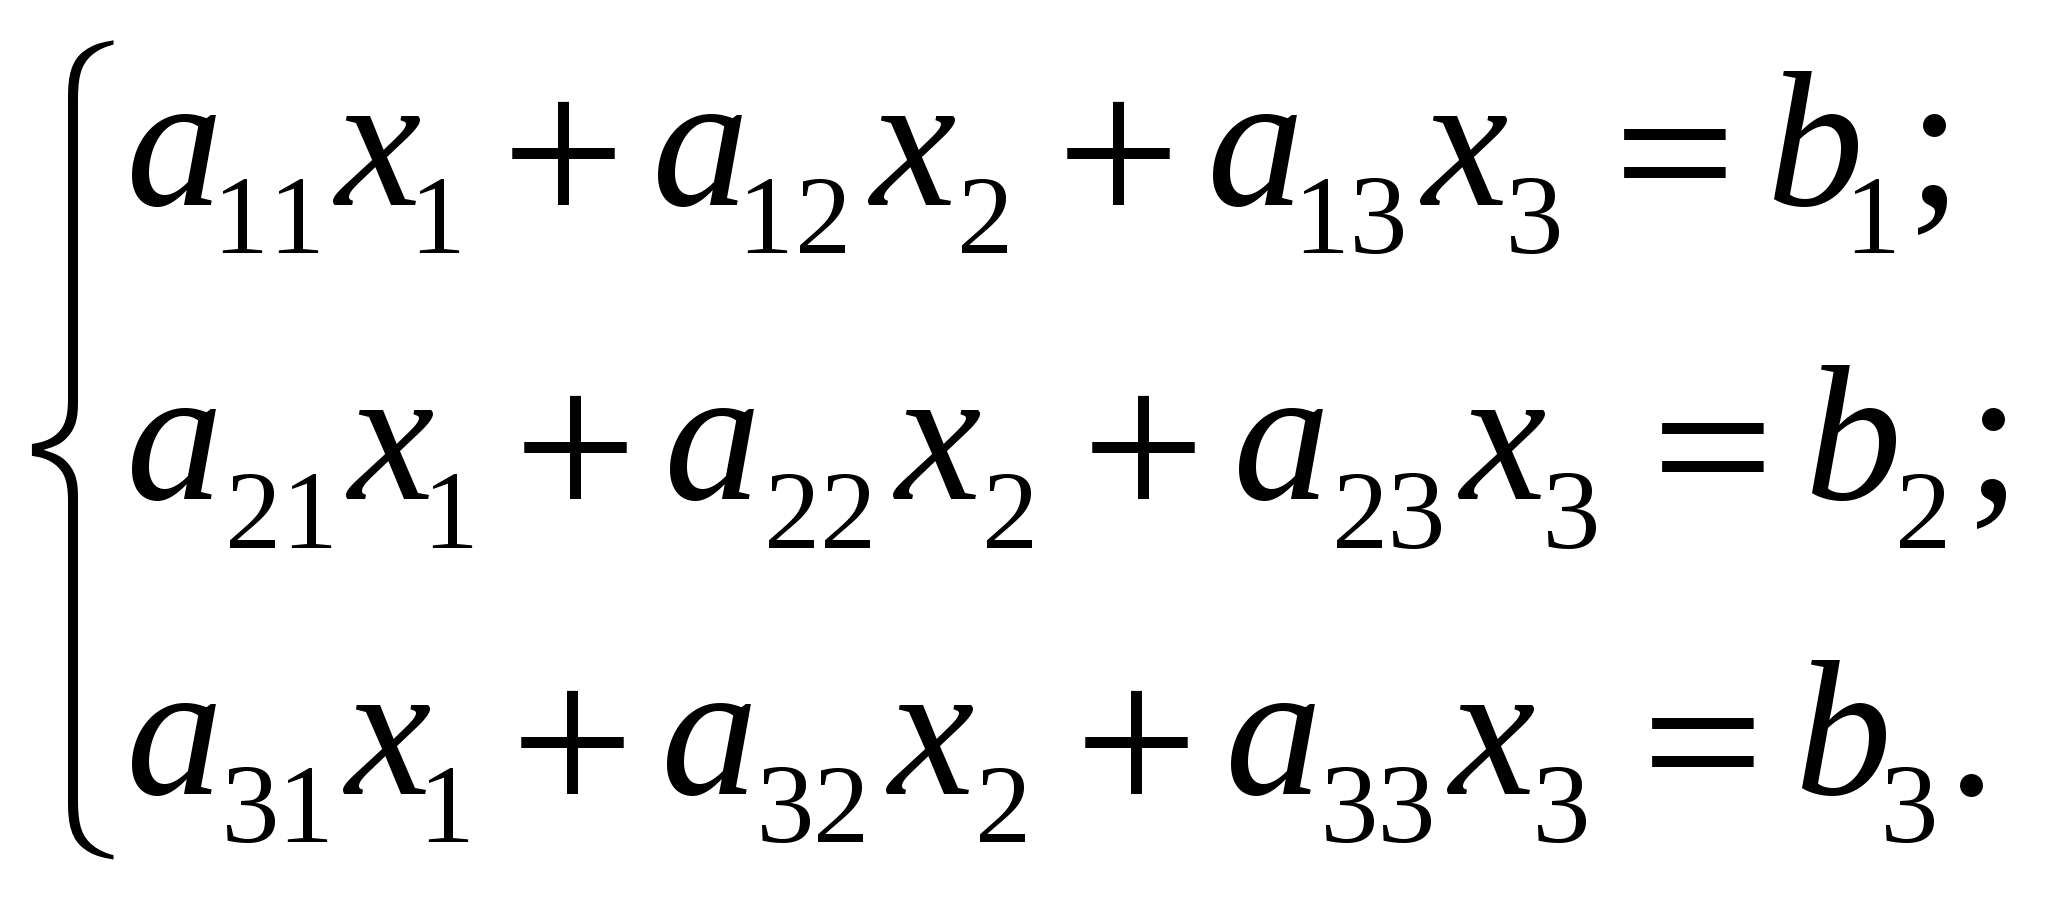 a₁₁x₁ + a₁₂x₂ + a₁₃x₃ = b₁;
a₂₁x₁ + a₂₂x₂ + a₂₃x₃ = b₂;
a₃₁x₁ + a₃₂x₂ + a₃₃x₃ = b₃.